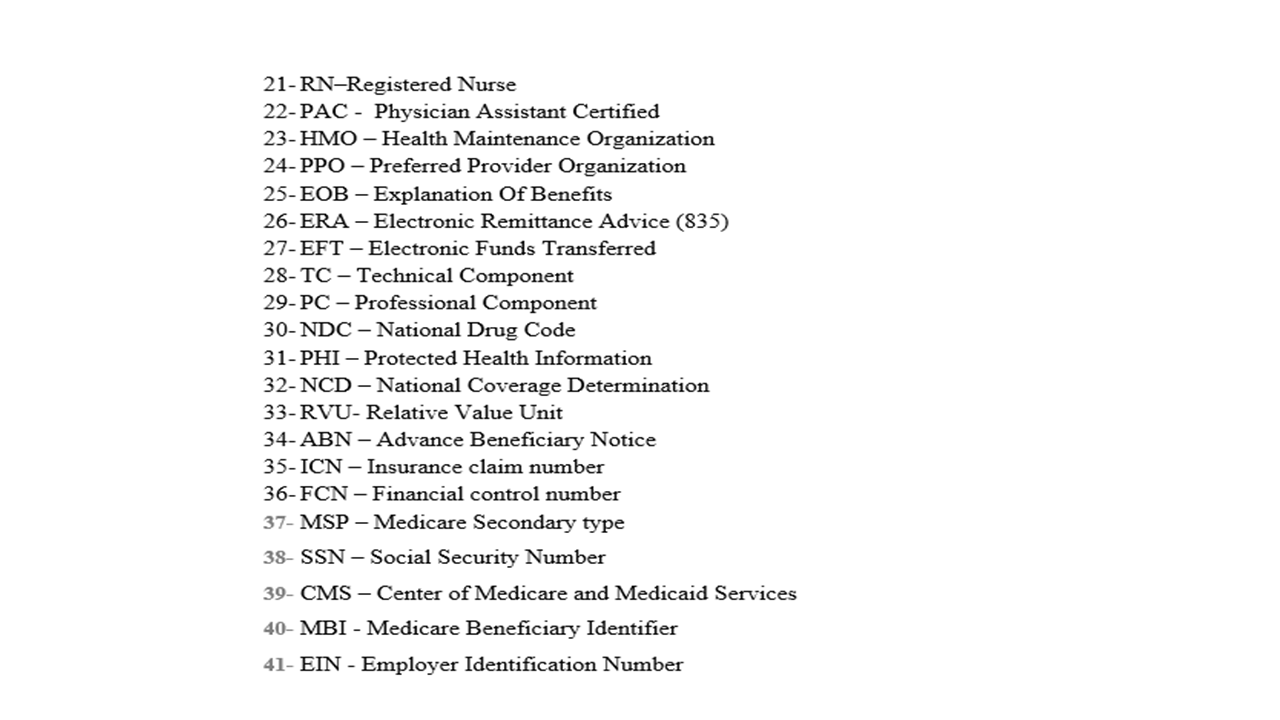 21- RN–Registered Nurse
22- PAC -  Physician Assistant Certified
23- HMO – Health Maintenance Organization
24- PPO – Preferred Provider Organization
25- EOB – Explanation Of Benefits
26- ERA – Electronic Remittance Advice (835)
27- EFT – Electronic Funds Transferred
28- TC – Technical Component
29- PC – Professional Component
30- NDC – National Drug Code
31- PHI – Protected Health Information
32- NCD – National Coverage Determination
33- RVU- Relative Value Unit
34- ABN – Advance Beneficiary Notice
35- ICN – Insurance claim number
36- FCN – Financial control number
37- MSP – Medicare Secondary type
38- SSN – Social Security Number
39- CMS – Center of Medicare and Medicaid Services
40- MBI - Medicare Beneficiary Identifier
41- EIN - Employer Identification Number